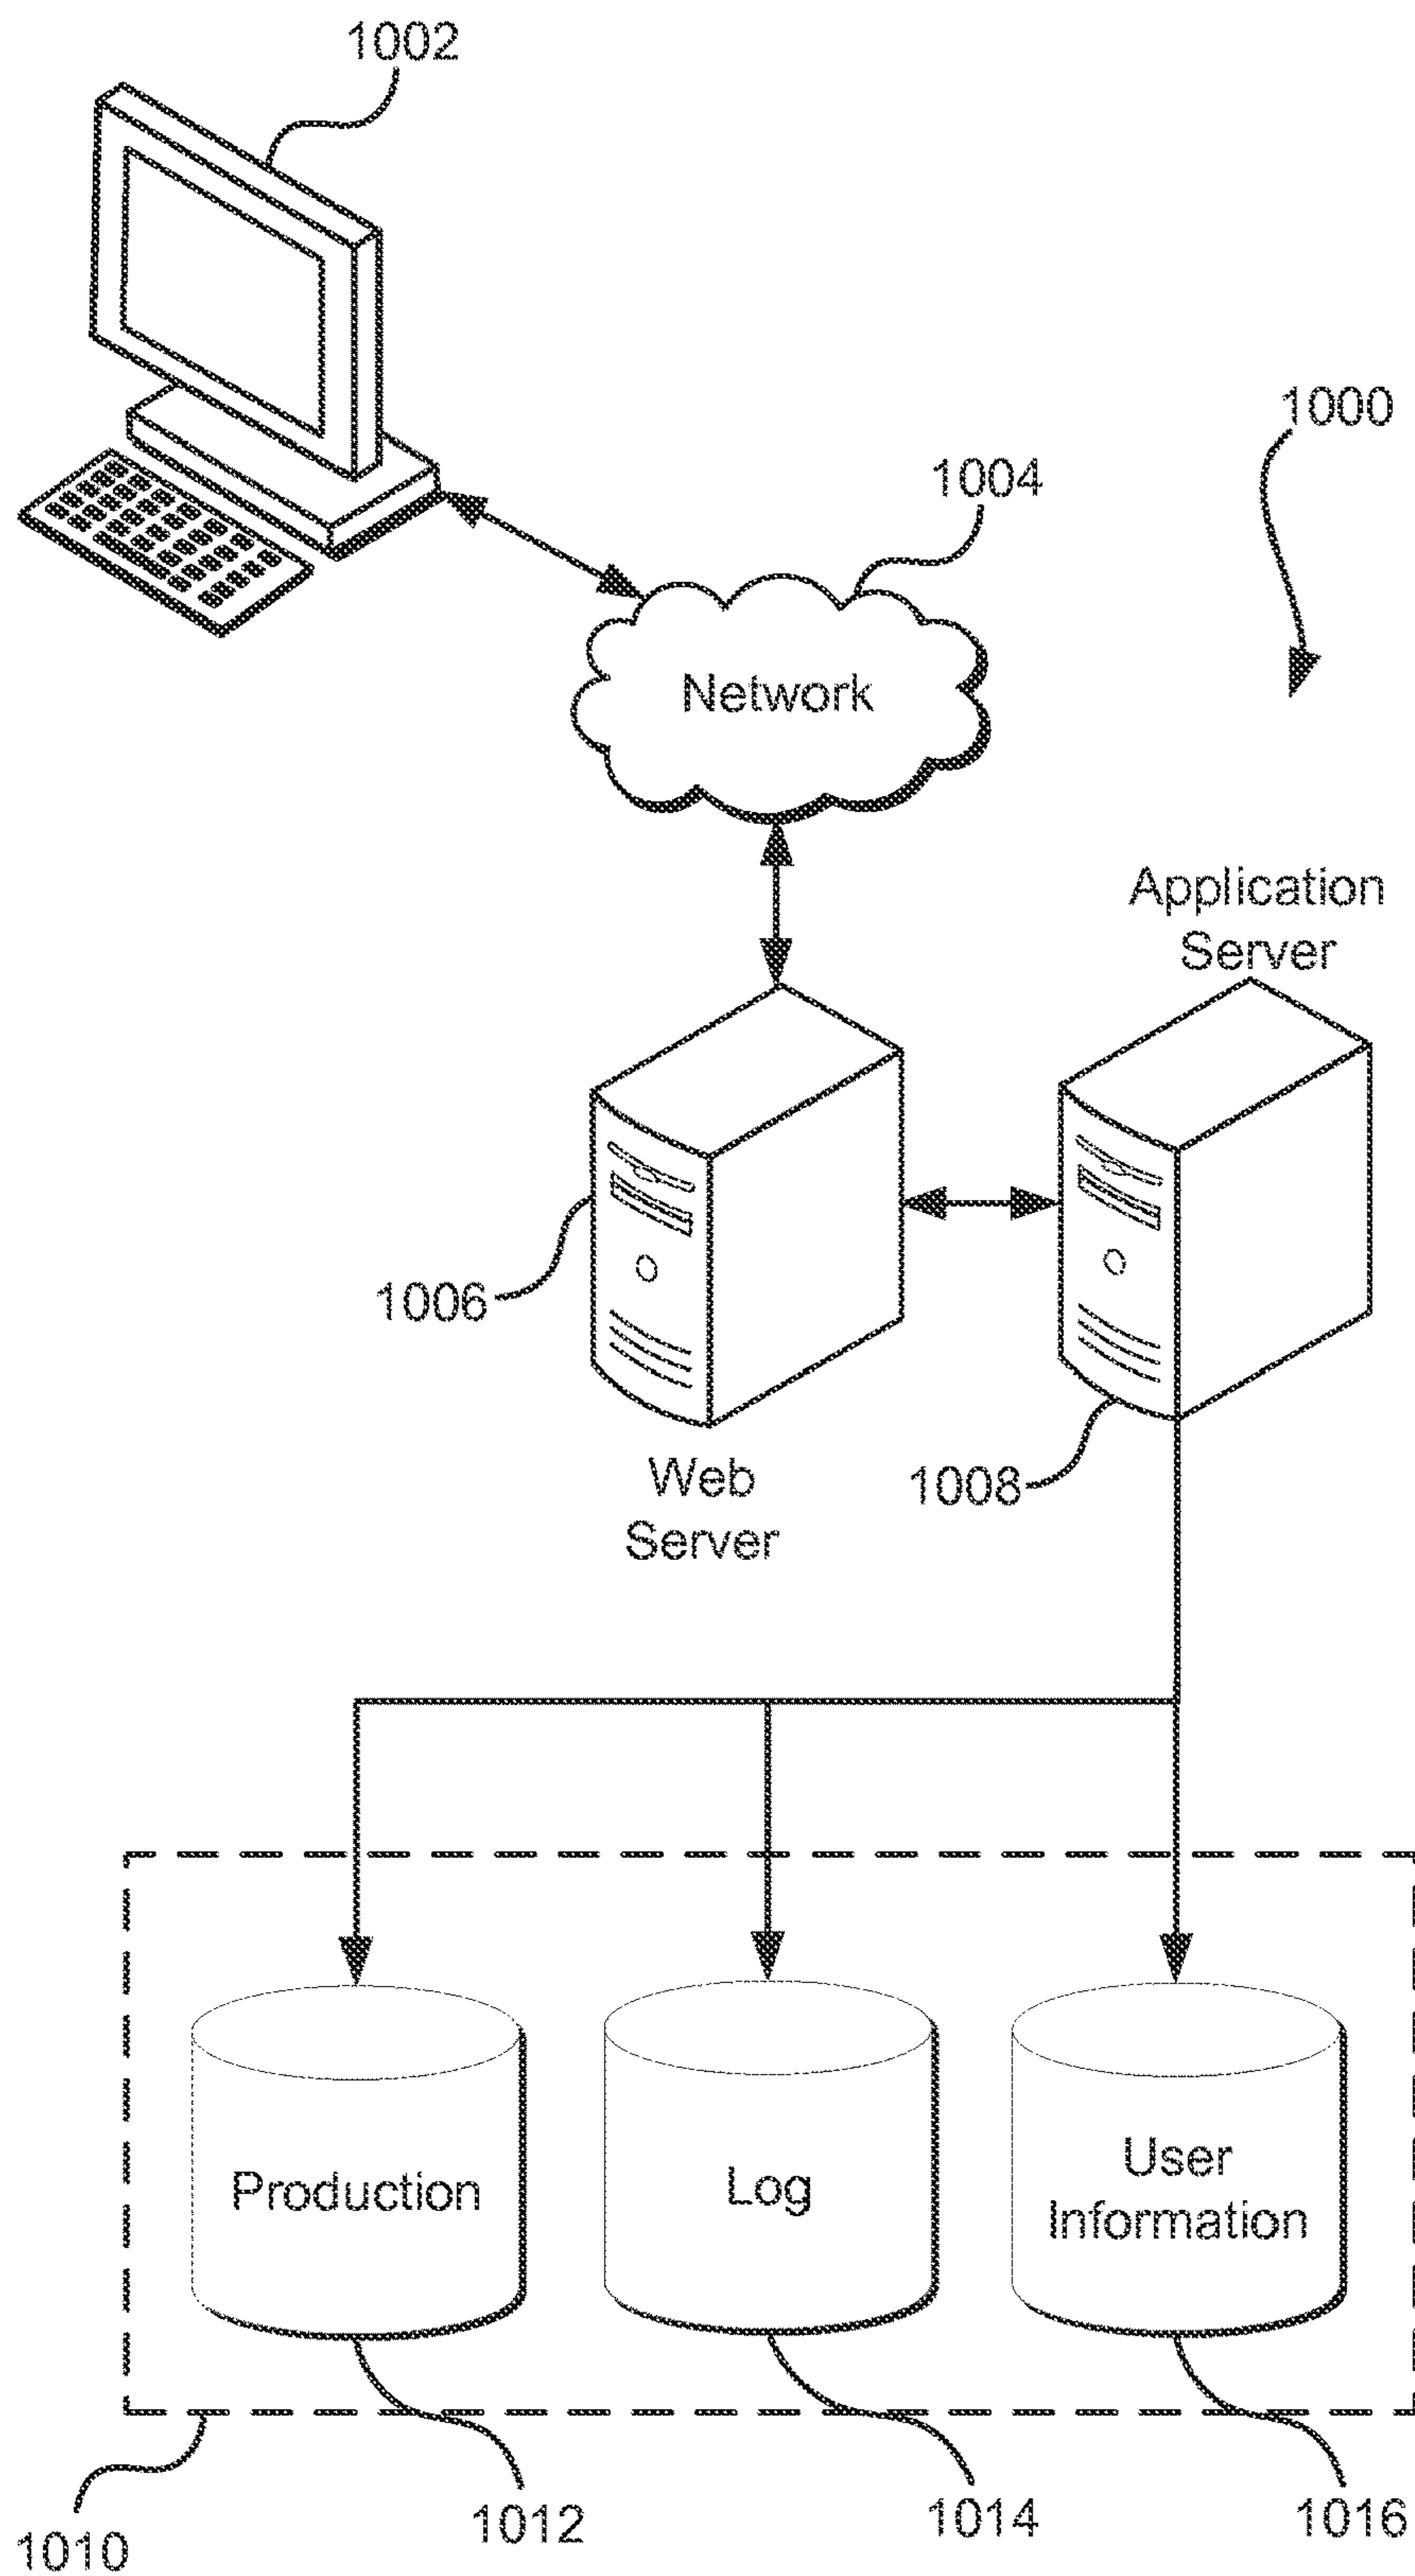 1002
1000
1004
Network
Application
Server
1006
Web
Server
1008
Production
Log
User
Information
1010
1012
1014
1016